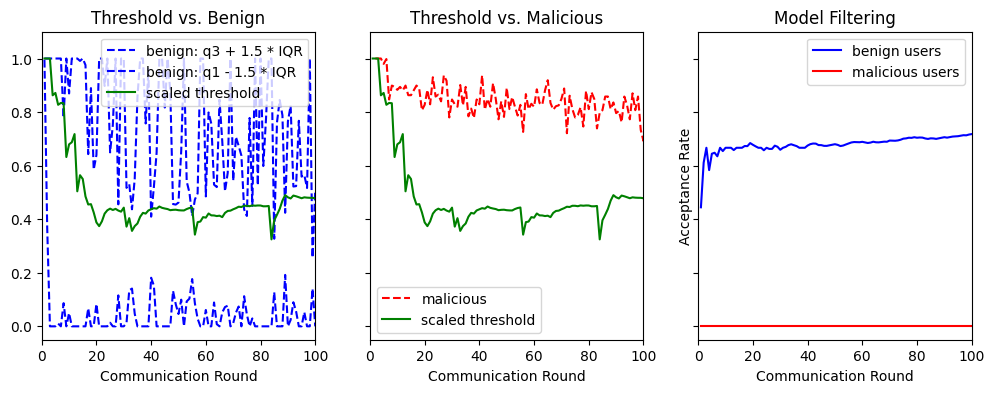 Threshold vs. Benign
benign: q3 + 1.5 * IQR
benign: q1 - 1.5 * IQR
scaled threshold
1.0
0.8
0.6
0.4
0.2
0.0
0 20 40 60 80 100
Communication Round
Threshold vs. Malicious
malicious
scaled threshold
0 20 40 60 80 100
Communication Round
Model Filtering
benign users
malicious users
Acceptance Rate
0 20 40 60 80 100
Communication Round